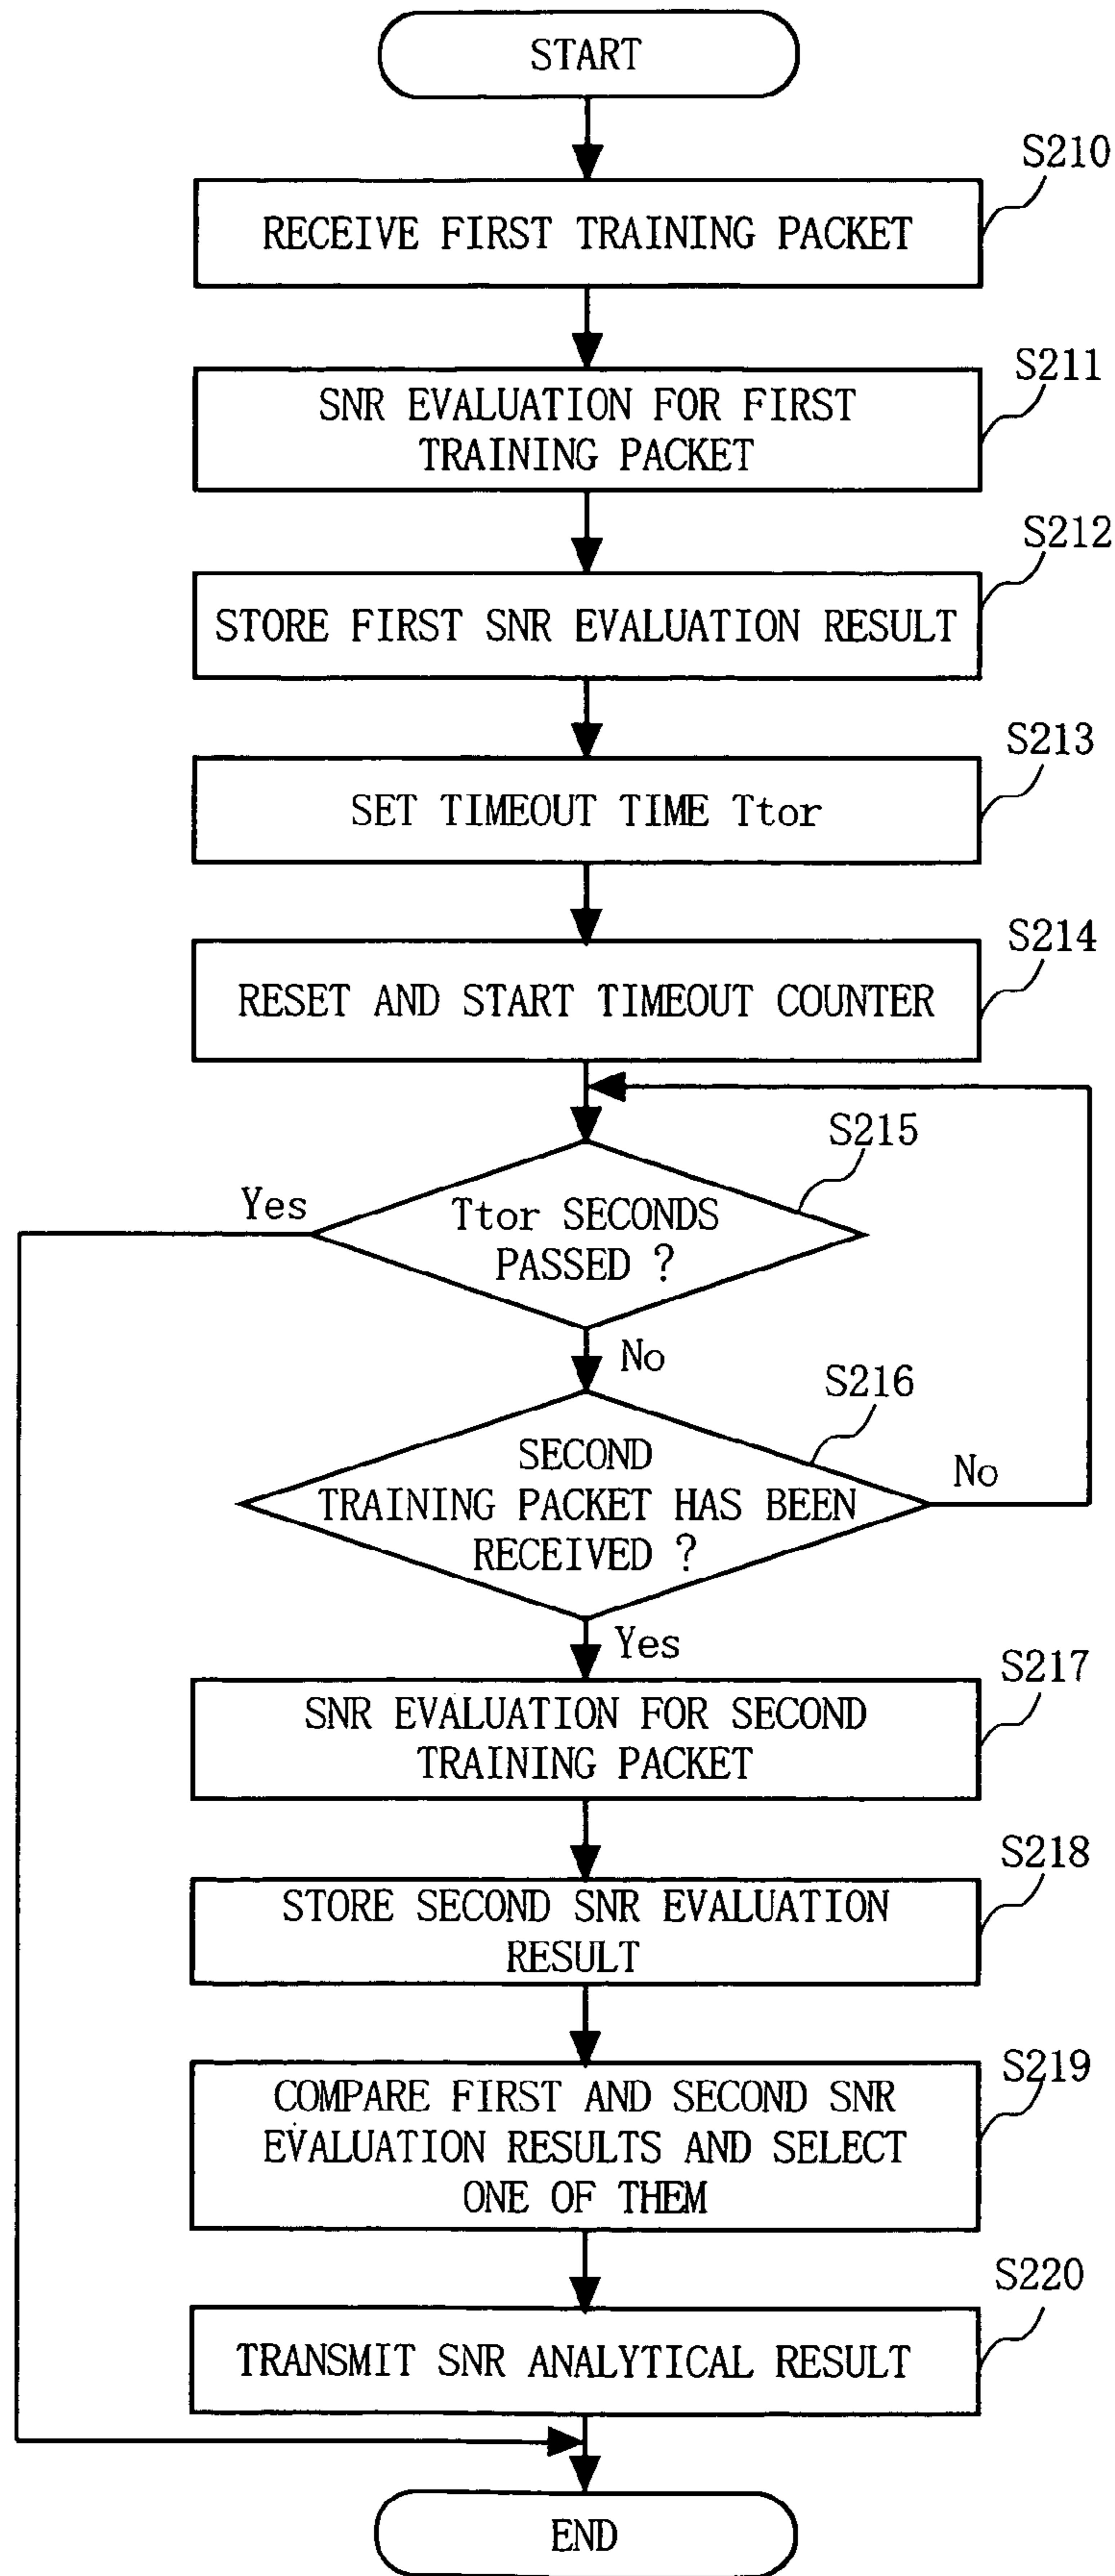 START
S210
RECEIVE FIRST TRAINING PACKET
S211
SNR EVALUATION FOR FIRST
TRAINING PACKET
S212
STORE FIRST SNR EVALUATION RESULT
S213
SET TIMEOUT TIME Ttor
S214
RESET AND START TIMEOUT COUNTER
S215
Yes
Ttor SECONDS
PASSED ?
No
S216
SECOND
TRAINING PACKET HAS BEEN
RECEIVED ?
No
Yes
S217
SNR EVALUATION FOR SECOND
TRAINING PACKET
S218
STORE SECOND SNR EVALUATION
RESULT
S219
COMPARE FIRST AND SECOND SNR
EVALUATION RESULTS AND SELECT
ONE OF THEM
S220
TRANSMIT SNR ANALYTICAL RESULT
END